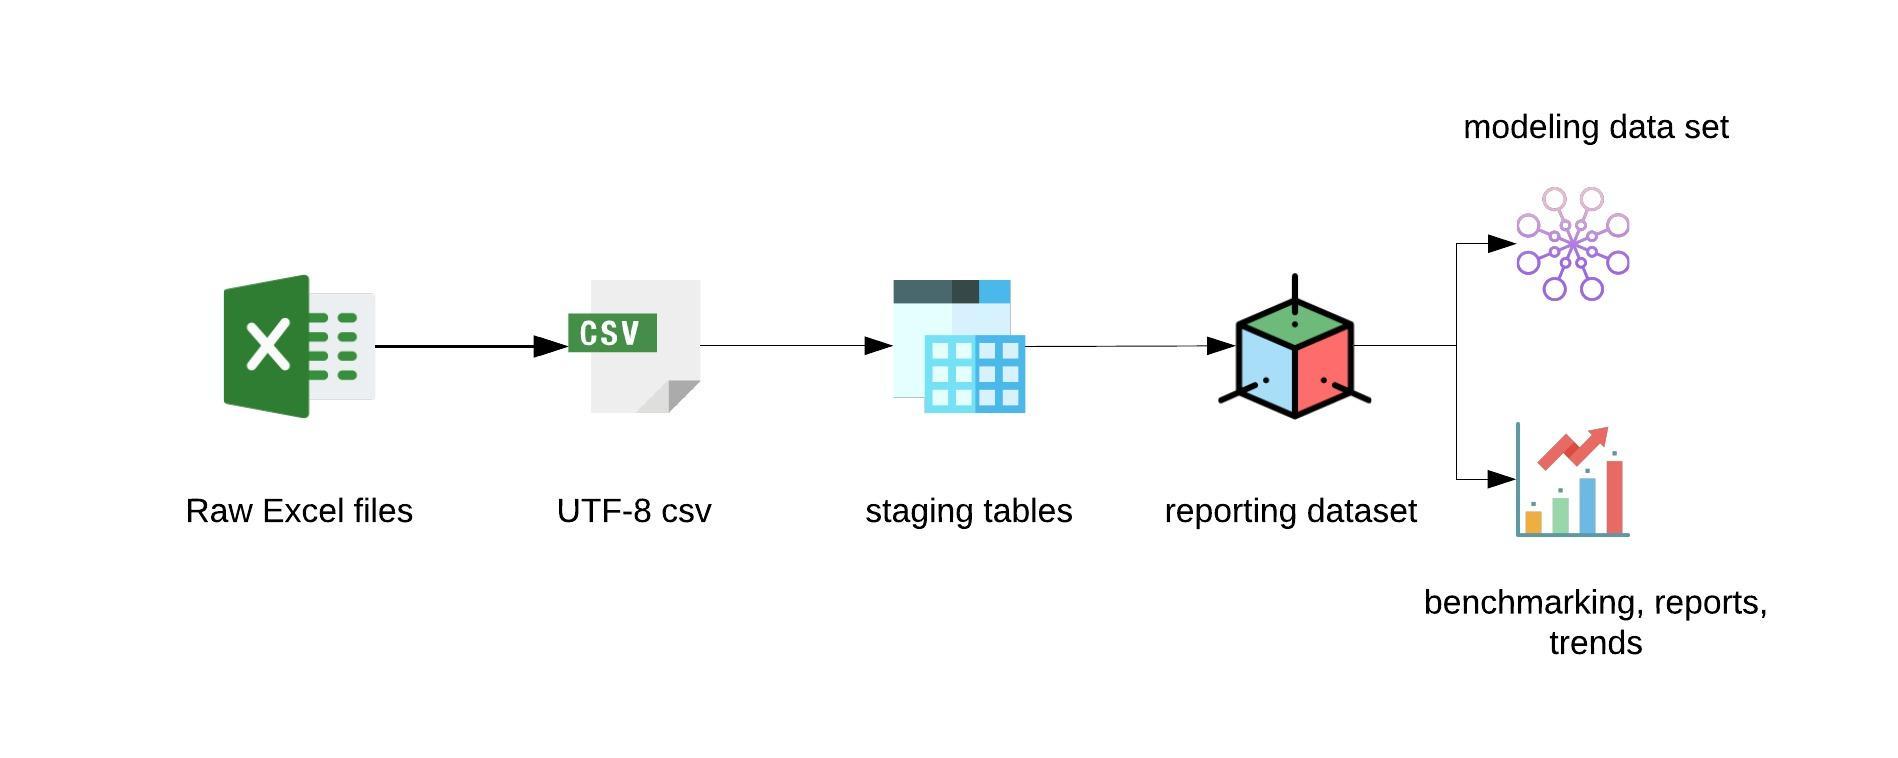 modeling data set
X
CSV
Raw Excel files
UTF-8 csv
staging tables
reporting dataset
benchmarking, reports,
trends